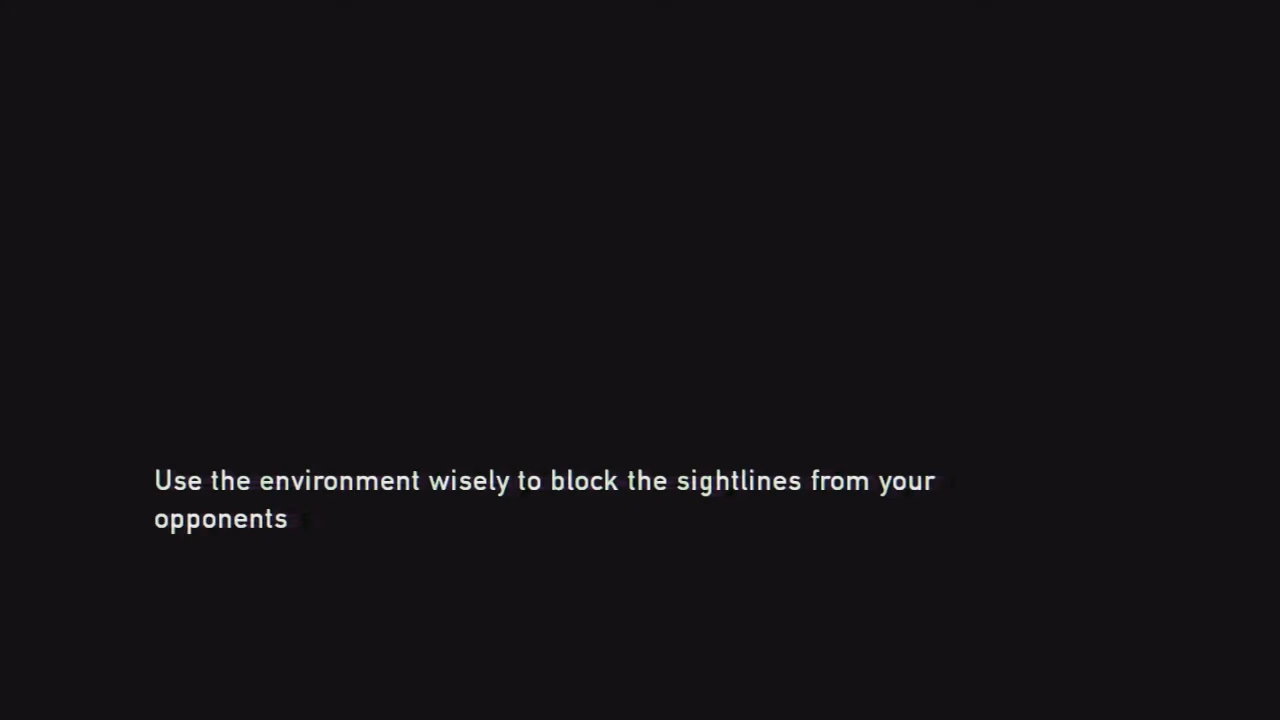 Use the environment wisely to block the sightlines from your
opponents